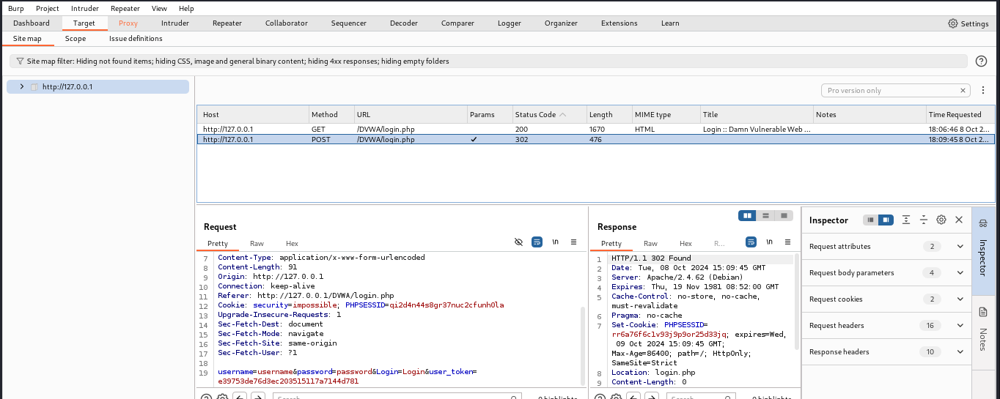 Burp Project Intruder Repeater View Help
Dashboard Target Proxy Intruder Repeater Collaborator Sequencer Decoder Comparer Logger Organizer Extensions Learn Settings
Site map Scope Issue definitions
Site map filter: Hiding not found items; hiding CSS, image and general binary content; hiding 4xx responses; hiding empty folders
http://127.0.0.1
Pro version only
Host Method URL Params Status Code Length MIME type Title Notes Time Requested
http://127.0.0.1 GET /DVWA/login.php 200 1670 HTML Login :: Damn Vulnerable Web ... 18:06:46 8 Oct 2...
http://127.0.0.1 POST /DVWA/login.php ✓ 302 476 18:09:45 8 Oct 2...
Request
Pretty Raw Hex \n
7 Content-Type: application/x-www-form-urlencoded
8 Content-Length: 91
9 Origin: http://127.0.0.1
10 Connection: keep-alive
11 Referer: http://127.0.0.1/DVWA/login.php
12 Cookie: security=impossible; PHPSESSID=qi2d4n44s8gr37nuc2cfunh0la
13 Upgrade-Insecure-Requests: 1
14 Sec-Fetch-Dest: document
15 Sec-Fetch-Mode: navigate
16 Sec-Fetch-Site: same-origin
17 Sec-Fetch-User: ?1
18
19 username=username&password=password&Login=Login&user_token=
e39753de76d3ec203515117a7144d781
Search 0 highlights
Response
Pretty Raw Hex R... \n
1 HTTP/1.1 302 Found
2 Date: Tue, 08 Oct 2024 15:09:45 GMT
3 Server: Apache/2.4.62 (Debian)
4 Expires: Thu, 19 Nov 1981 08:52:00 GMT
5 Cache-Control: no-store, no-cache,
must-revalidate
6 Pragma: no-cache
7 Set-Cookie: PHPSESSID=
rr6a76f6c1v93j9p9or25d33jq; expires=Wed,
09 Oct 2024 15:09:45 GMT;
Max-Age=86400; path=/; HttpOnly;
SameSite=Strict
8 Location: login.php
9 Content-Length: 0
Search 0 highlights
Inspector
Request attributes 2
Request body parameters 4
Request cookies 2
Request headers 16
Response headers 10
Inspector
Notes